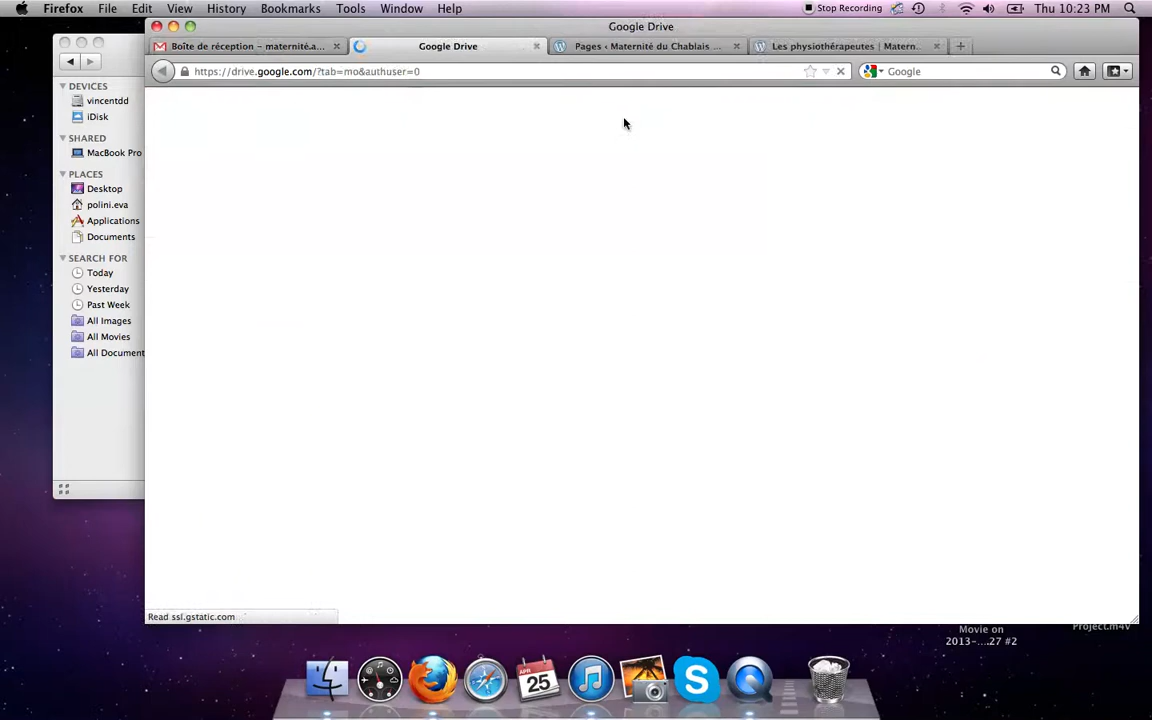 Firefox File Edit View History Bookmarks Tools Window Help Stop Recording Thu 10:23 PM
Google Drive
Boîte de réception – maternité.a... Google Drive Pages ‹ Maternité du Chablais ... Les physiothérapeutes | Matern...
https://drive.google.com/?tab=mo&authuser=0 Google
DEVICES
vincentdd
iDisk
SHARED
MacBook Pro
PLACES
Desktop
polini.eva
Applications
Documents
SEARCH FOR
Today
Yesterday
Past Week
All Images
All Movies
All Document
Read ssl.gstatic.com
Project.m4v
Movie on
2013-....27 #2
APR
25